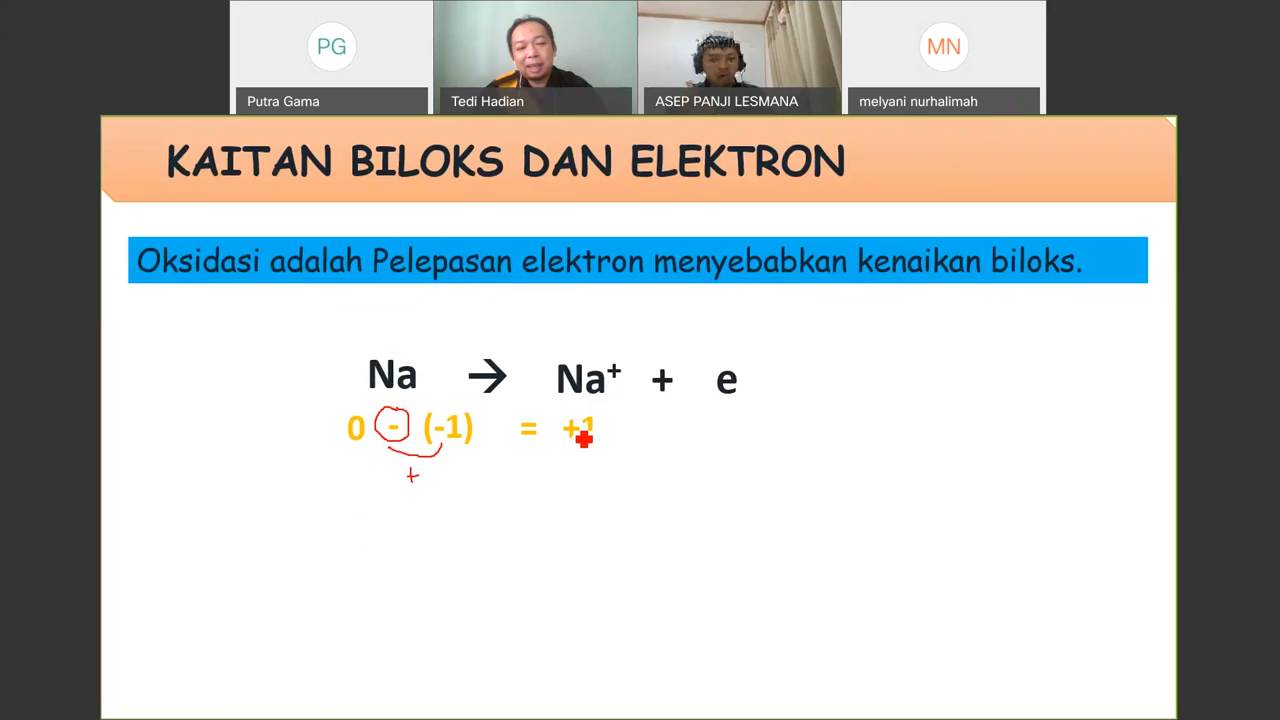 PG
MN
Putra Gama
Tedi Hadian
ASEP PANJI LESMANA
melyani nurhalimah
KAITAN BILOKS DAN ELEKTRON
Oksidasi adalah Pelepasan elektron menyebabkan kenaikan biloks.
Na → Na⁺ + e
0 - (-1) = +1
+